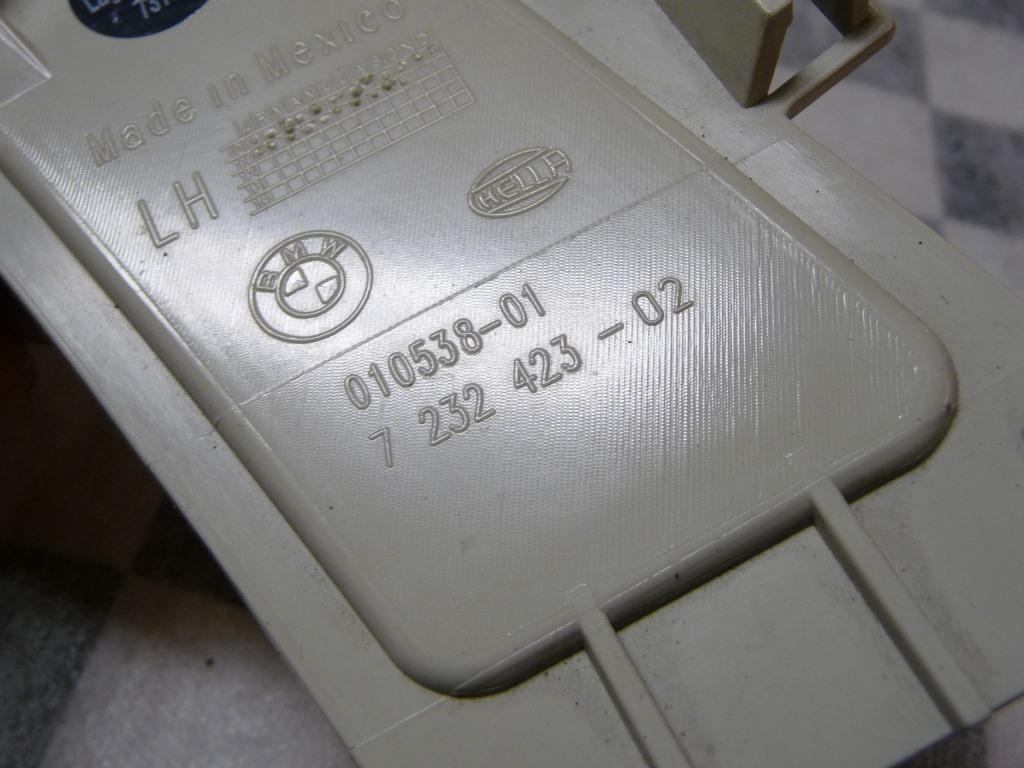 Made in Mexico
LH
BMW
HELLA
010538-01
7 232 423 - 02